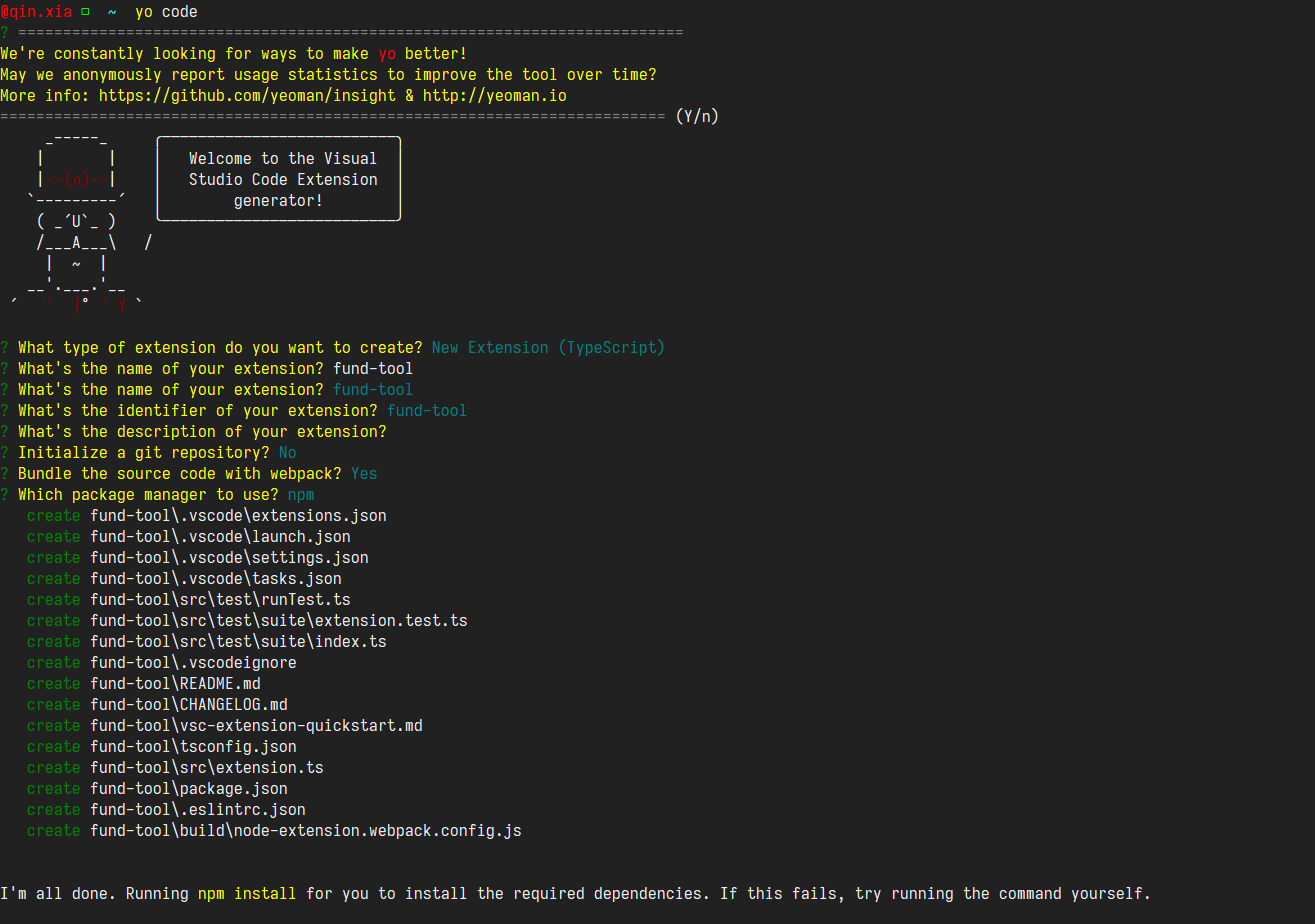 @qin.xia □ ~ yo code
? ==========================================================================
We're constantly looking for ways to make yo better!
May we anonymously report usage statistics to improve the tool over time?
More info: https://github.com/yeoman/insight & http://yeoman.io
========================================================================== (Y/n)
     _-----_     ╭──────────────────────────╮
    |       |    │   Welcome to the Visual  │
    |--(o)--|    │   Studio Code Extension  │
   `---------´   │        generator!        │
    ( _´U`_ )    ╰──────────────────────────╯
    /___A___\   /
     |  ~  |
   __'.___.'__
 ´   `  |° ´ Y `
? What type of extension do you want to create? New Extension (TypeScript)
? What's the name of your extension? fund-tool
? What's the name of your extension? fund-tool
? What's the identifier of your extension? fund-tool
? What's the description of your extension?
? Initialize a git repository? No
? Bundle the source code with webpack? Yes
? Which package manager to use? npm
   create fund-tool\.vscode\extensions.json
   create fund-tool\.vscode\launch.json
   create fund-tool\.vscode\settings.json
   create fund-tool\.vscode\tasks.json
   create fund-tool\src\test\runTest.ts
   create fund-tool\src\test\suite\extension.test.ts
   create fund-tool\src\test\suite\index.ts
   create fund-tool\.vscodeignore
   create fund-tool\README.md
   create fund-tool\CHANGELOG.md
   create fund-tool\vsc-extension-quickstart.md
   create fund-tool\tsconfig.json
   create fund-tool\src\extension.ts
   create fund-tool\package.json
   create fund-tool\.eslintrc.json
   create fund-tool\build\node-extension.webpack.config.js
I'm all done. Running npm install for you to install the required dependencies. If this fails, try running the command yourself.